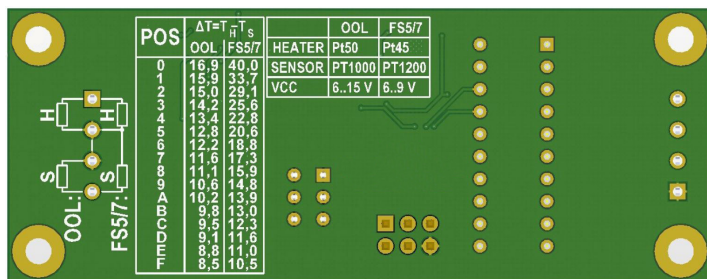 POS ΔT=T_H-T_S
OOL FS5/7
0 16,9 40,0
1 15,9 33,7
2 15,0 29,1
3 14,2 25,6
4 13,4 22,8
5 12,8 20,6
6 12,2 18,8
7 11,6 17,3
8 11,1 15,9
9 10,6 14,8
A 10,2 13,9
B 9,8 13,0
C 9,5 12,3
D 9,1 11,6
E 8,8 11,0
F 8,5 10,5
OOL FS5/7
HEATER Pt50 Pt45
SENSOR PT1000 PT1200
VCC 6..15 V 6..9 V
H H
S S
OOL:
FS5/7: